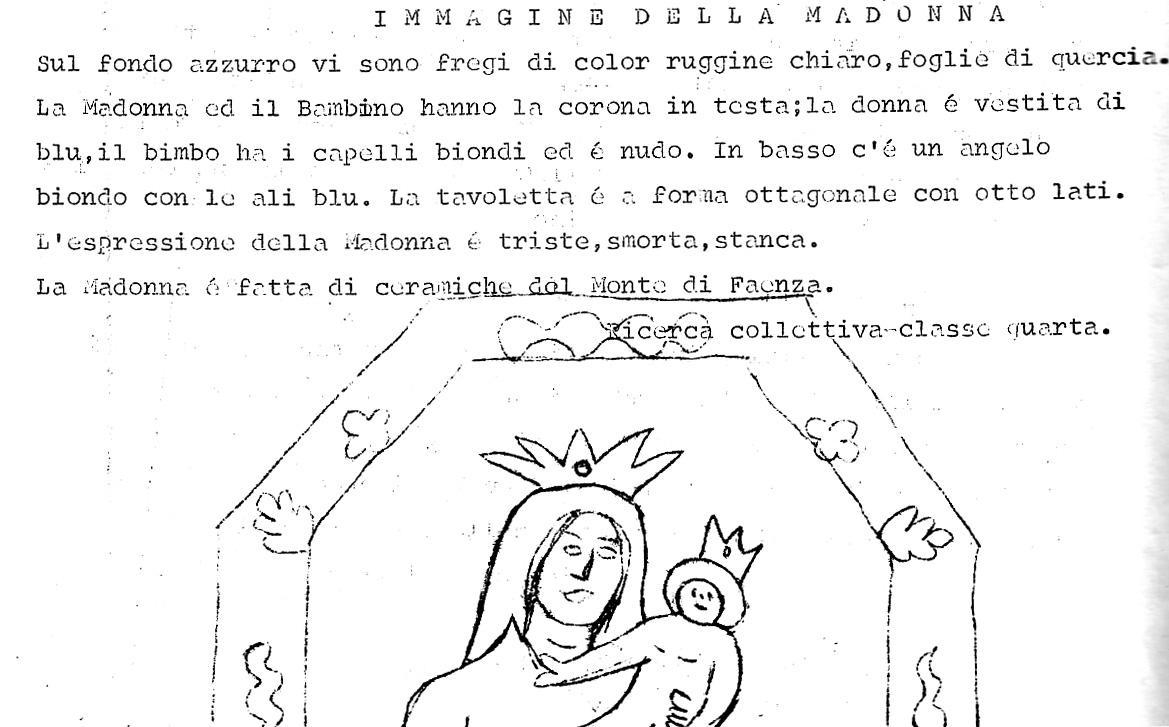 IMMAGINE DELLA MADONNA
Sul fondo azzurro vi sono fregi di color ruggine chiaro,foglie di quercia.
La Madonna ed il Bambino hanno la corona in testa;la donna é vestita di
blu,il bimbo ha i capelli biondi ed é nudo. In basso c'é un angelo
biondo con le ali blu. La tavoletta é a forma ottagonale con otto lati.
L'espressione della Madonna é triste,smorta,stanca.
La Madonna é fatta di ceramiche del Monte di Faenza.
Ricerca collettiva-classe quarta.